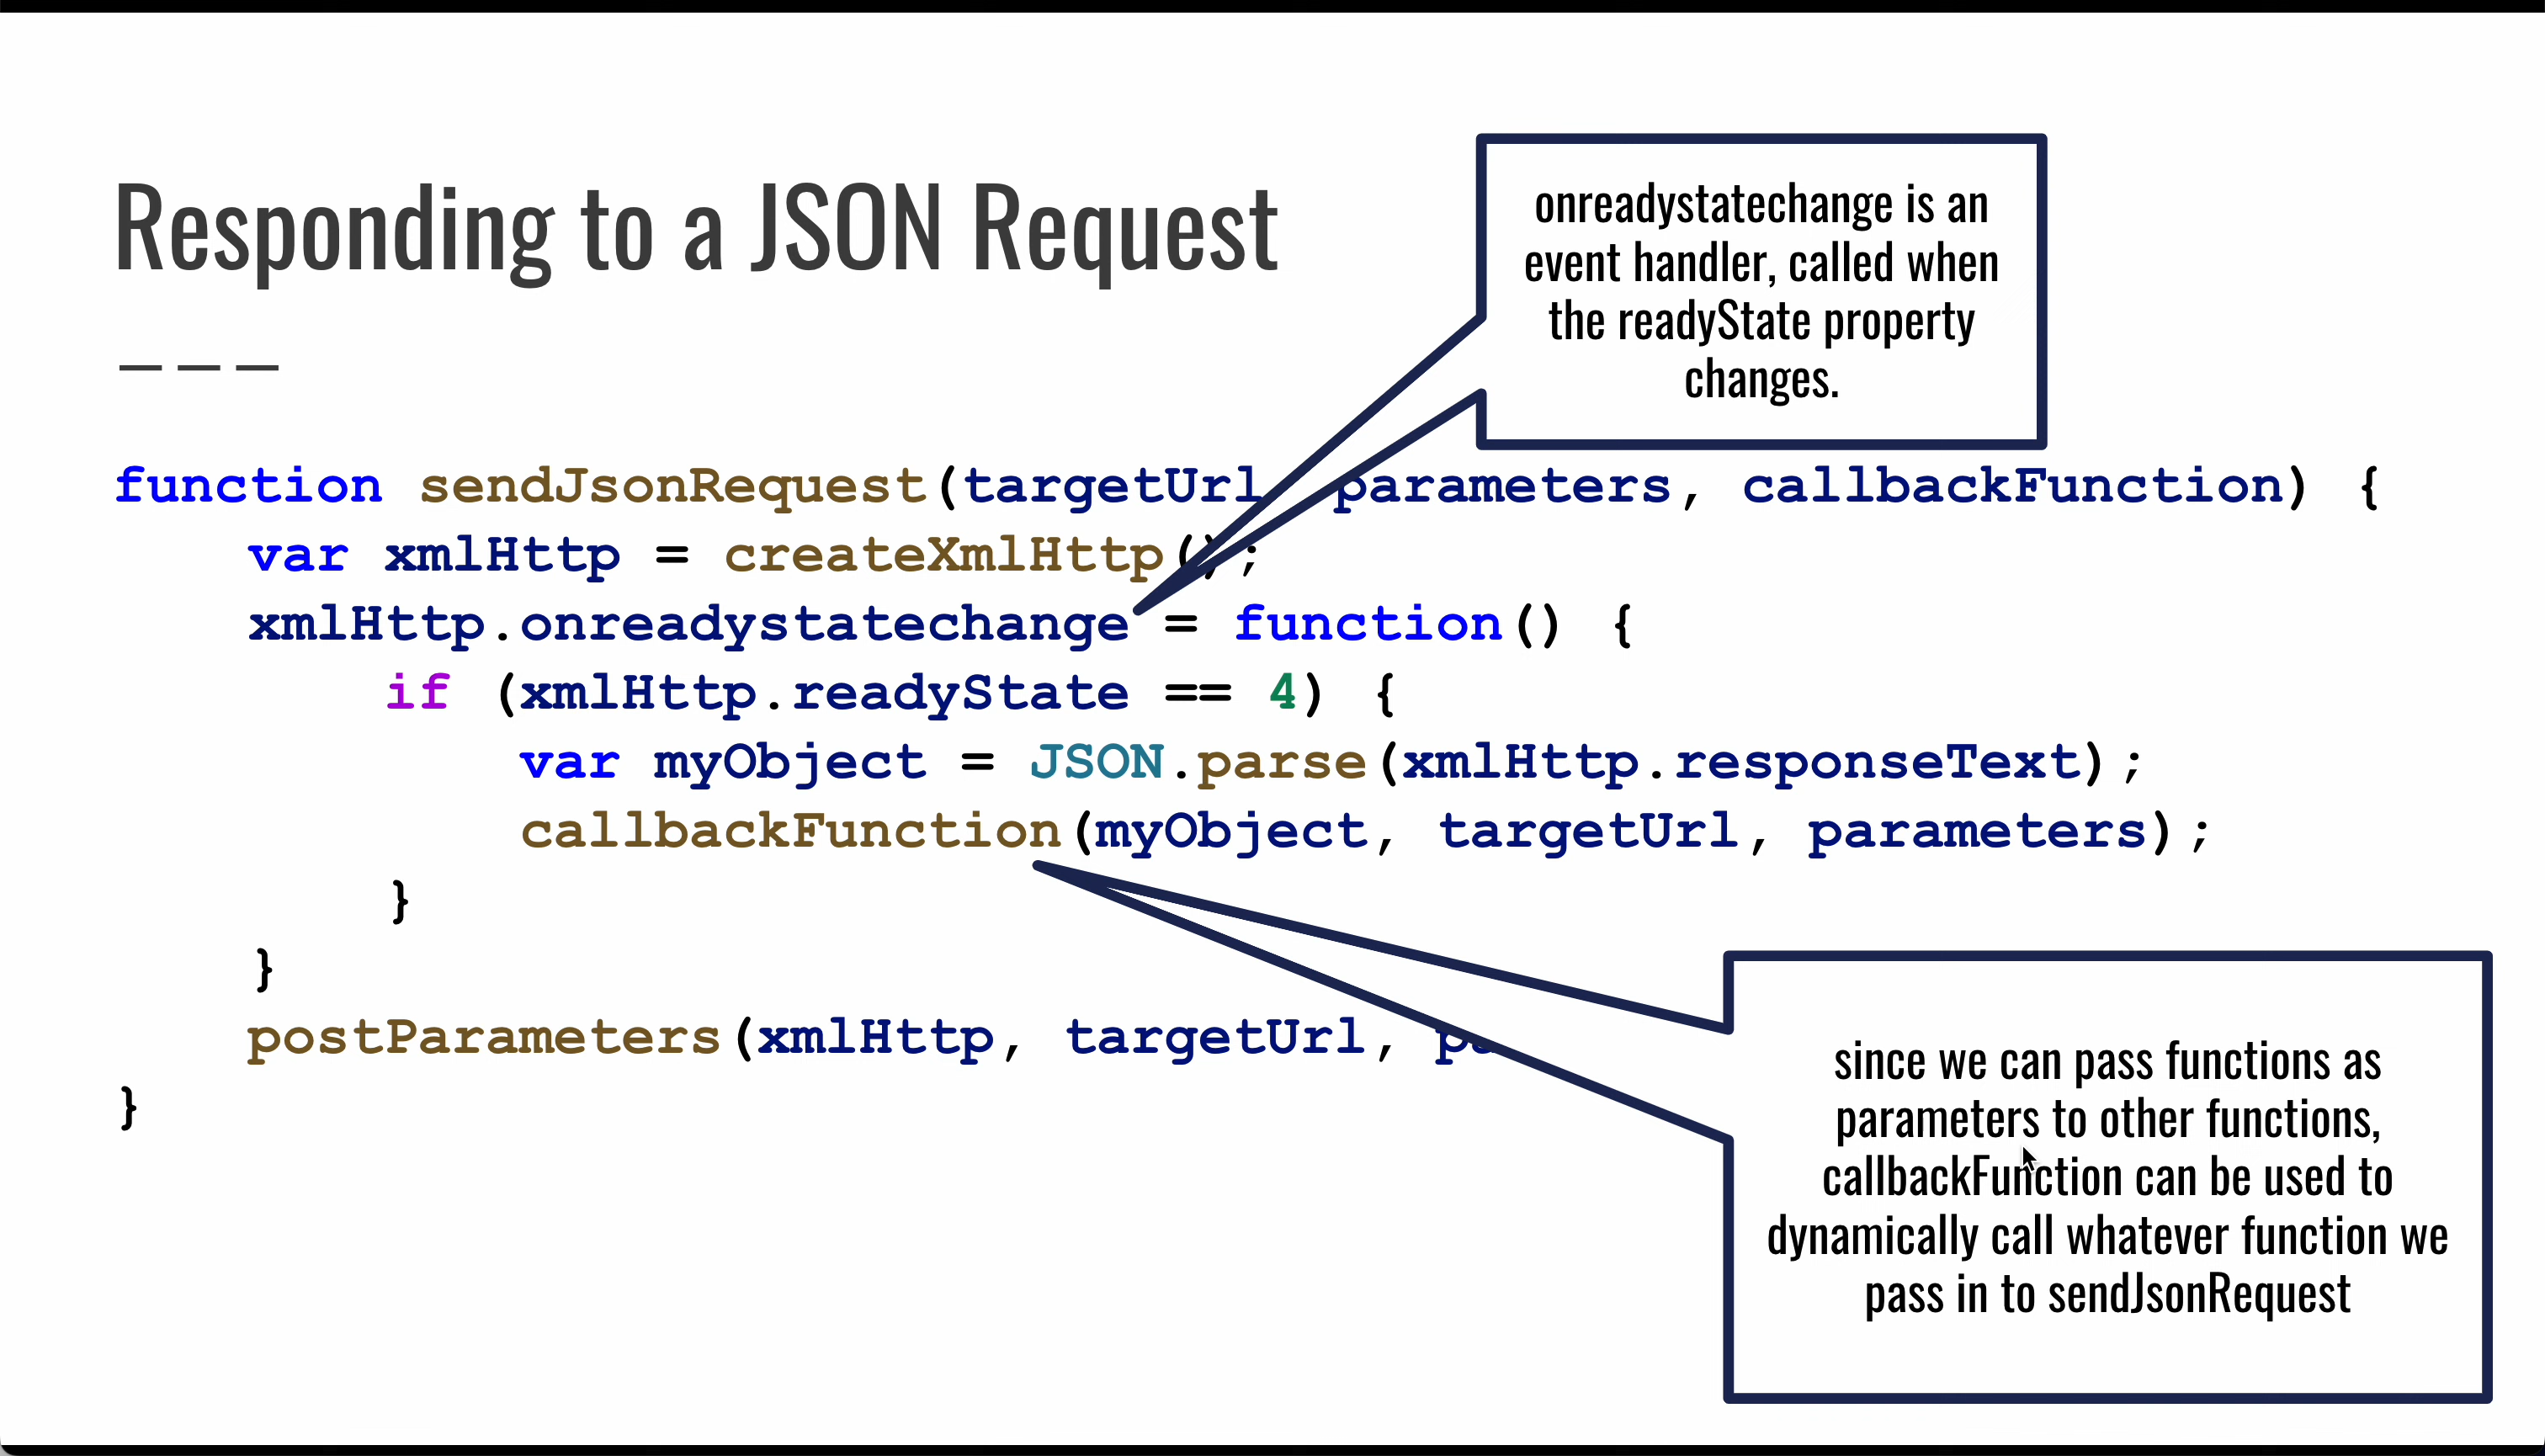 Responding to a JSON Request
onreadystatechange is an
event handler, called when
the readyState property
changes.
function sendJsonRequest(targetUrl parameters, callbackFunction) {
var xmlHttp = createXmlHttp();
xmlHttp.onreadystatechange = function() {
if (xmlHttp.readyState == 4) {
var myObject = JSON.parse(xmlHttp.responseText);
callbackFunction(myObject, targetUrl, parameters);
}
}
postParameters(xmlHttp, targetUrl,
}
since we can pass functions as
parameters to other functions,
callbackFunction can be used to
dynamically call whatever function we
pass in to sendJsonRequest